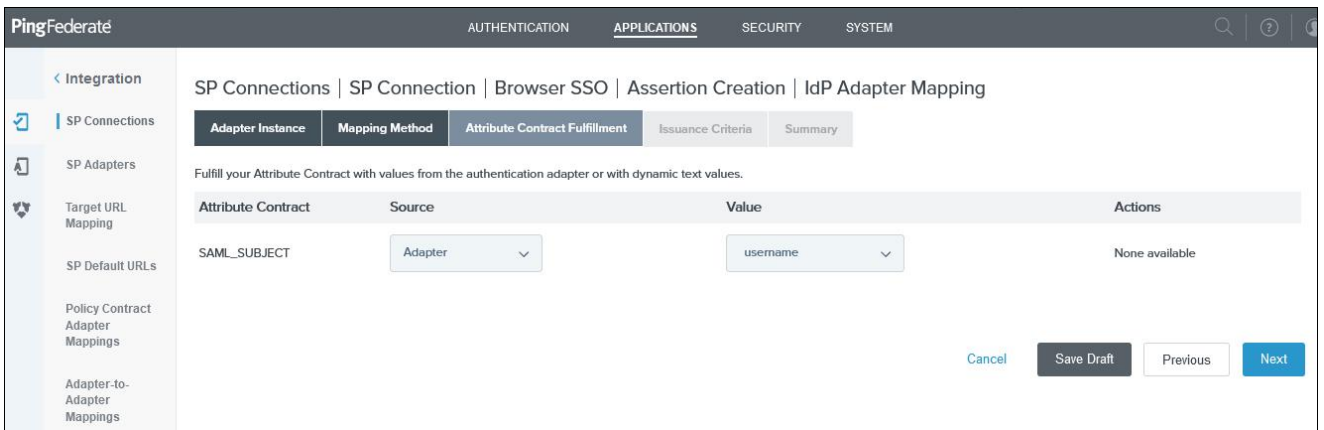 PingFederate AUTHENTICATION APPLICATIONS SECURITY SYSTEM
Integration
SP Connections
SP Adapters
Target URL
Mapping
SP Default URLs
Policy Contract
Adapter
Mappings
Adapter-to-
Adapter
Mappings
SP Connections | SP Connection | Browser SSO | Assertion Creation | IdP Adapter Mapping
Adapter Instance Mapping Method Attribute Contract Fulfillment Issuance Criteria Summary
Fulfill your Attribute Contract with values from the authentication adapter or with dynamic text values.
Attribute Contract Source Value Actions
SAML_SUBJECT Adapter username None available
Cancel Save Draft Previous Next